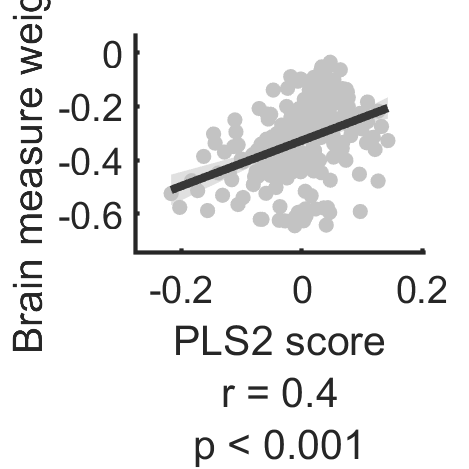 Brain measure
0
-0.2
-0.4
-0.6
-0.2 0 0.2
PLS2 score
r = 0.4
p < 0.001